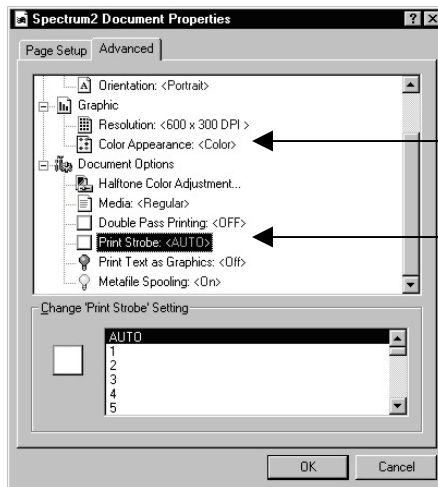 Spectrum2 Document Properties
Page Setup
Advanced
Orientation: <Portrait>
Graphic
Resolution: <600 x 300 DPI >
Color Appearance: <Color>
Document Options
Halftone Color Adjustment...
Media: <Regular>
Double Pass Printing: <OFF>
Print Strobe: <AUTO>
Print Text as Graphics: <Off>
Metafile Spooling: <On>
Change 'Print Strobe' Setting
AUTO
1
2
3
4
5
OK
Cancel